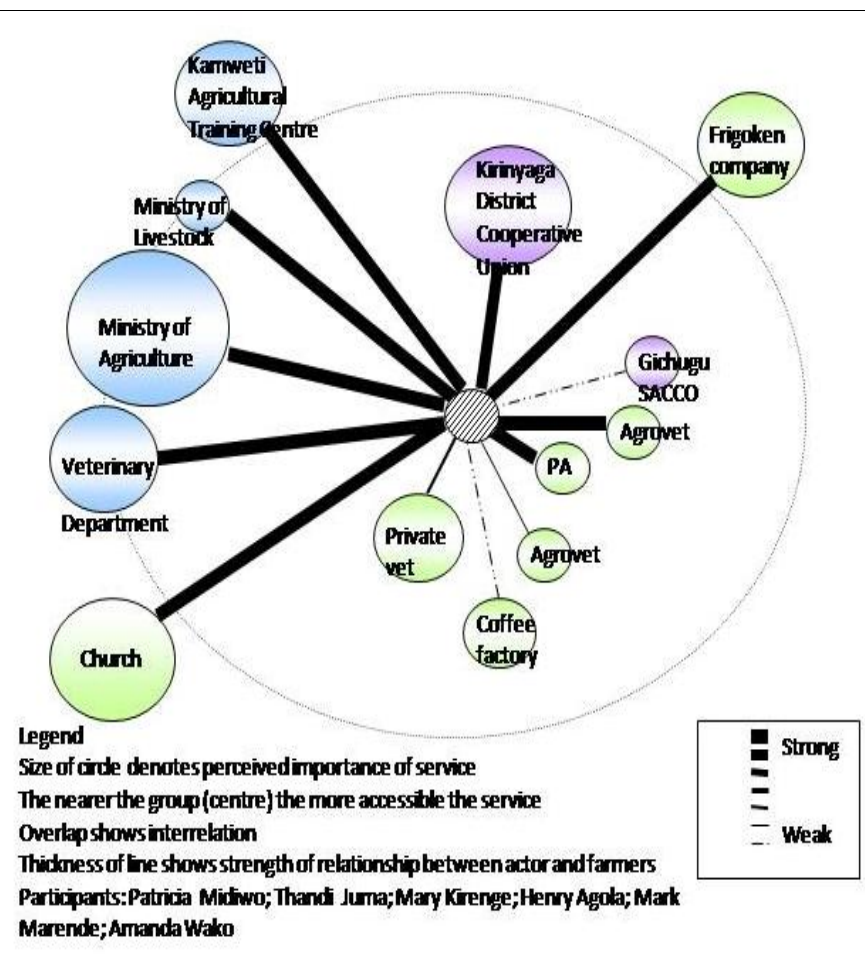 Kamweti
Agricultural
Training Centre
Frigoken
company
Kirinyaga
District
Cooperative
Union
Ministry of
Livestock
Ministry of
Agriculture
Gichugu
SACCO
Agrovet
PA
Veterinary
Department
Private
vet
Agrovet
Coffee
factory
Church
Legend
Size of circle denotes perceived importance of service
The nearer the group (centre) the more accessible the service
Overlap shows interrelation
Thickness of line shows strength of relationship between actor and farmers
Participants: Patricia Midiwo; Thandi Juma; Mary Kirenge; Henry Agola; Mark
Marende; Amanda Wako
Strong
Weak